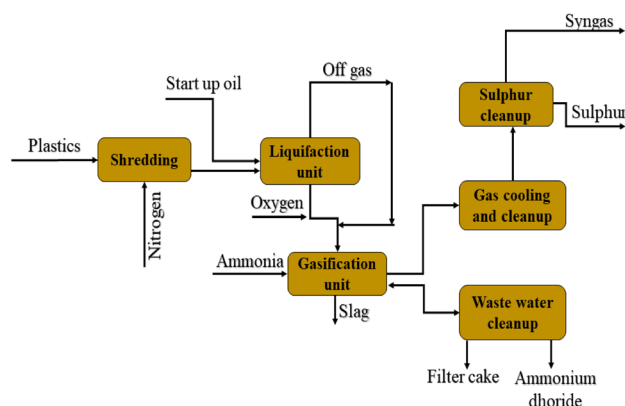 Syngas
Start up oil
Off gas
Sulphur
cleanup
Sulphur
Plastics
Shredding
Liquifaction
unit
Nitrogen
Oxygen
Gas cooling
and cleanup
Ammonia
Gasification
unit
Slag
Waste water
cleanup
Filter cake
Ammonium
dhoride